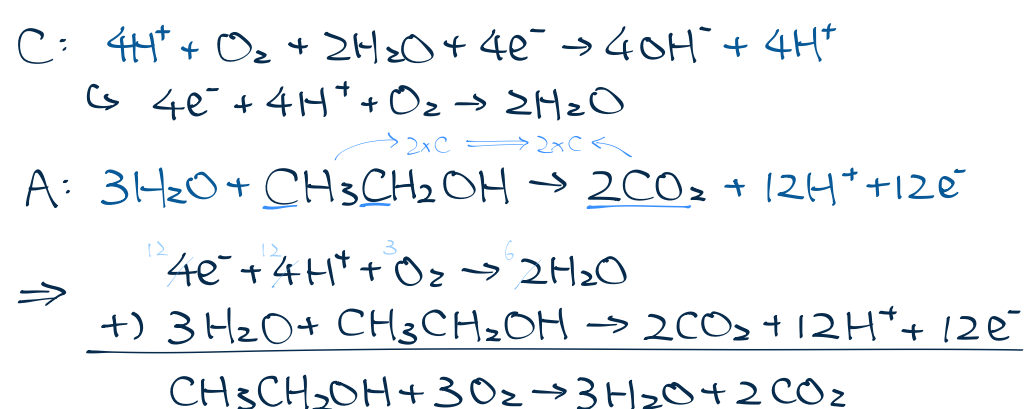 C: 4H⁺ + O₂ + 2H₂O + 4e⁻ → 4OH⁻ + 4H⁺
↪ 4e⁻ + 4H⁺ + O₂ → 2H₂O
→ 2×C ⟹ 2×C ←
A: 3H₂O + CH₃CH₂OH → 2CO₂ + 12H⁺ + 12e⁻
12 12 3 6
⇒ 4e⁻ + 4H⁺ + O₂ → 2H₂O
+) 3H₂O + CH₃CH₂OH → 2CO₂ + 12H⁺ + 12e⁻
CH₃CH₂OH + 3O₂ → 3H₂O + 2CO₂